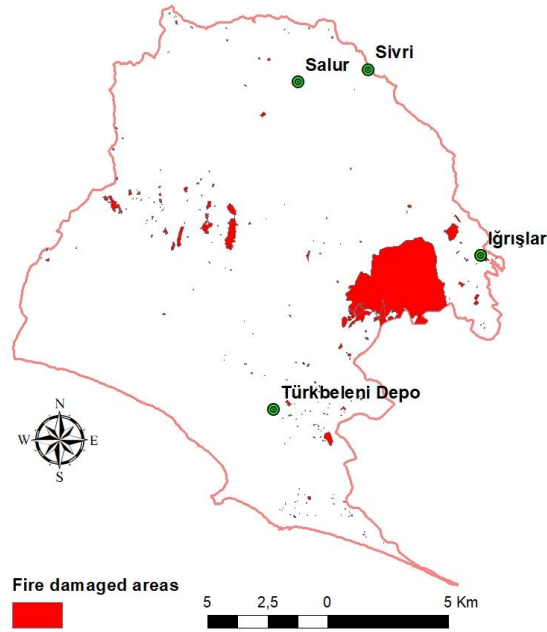 Sivri
Salur
Iğrışlar
Türkbeleni Depo
N
W E
S
Fire damaged areas
5 2,5 0 5 Km